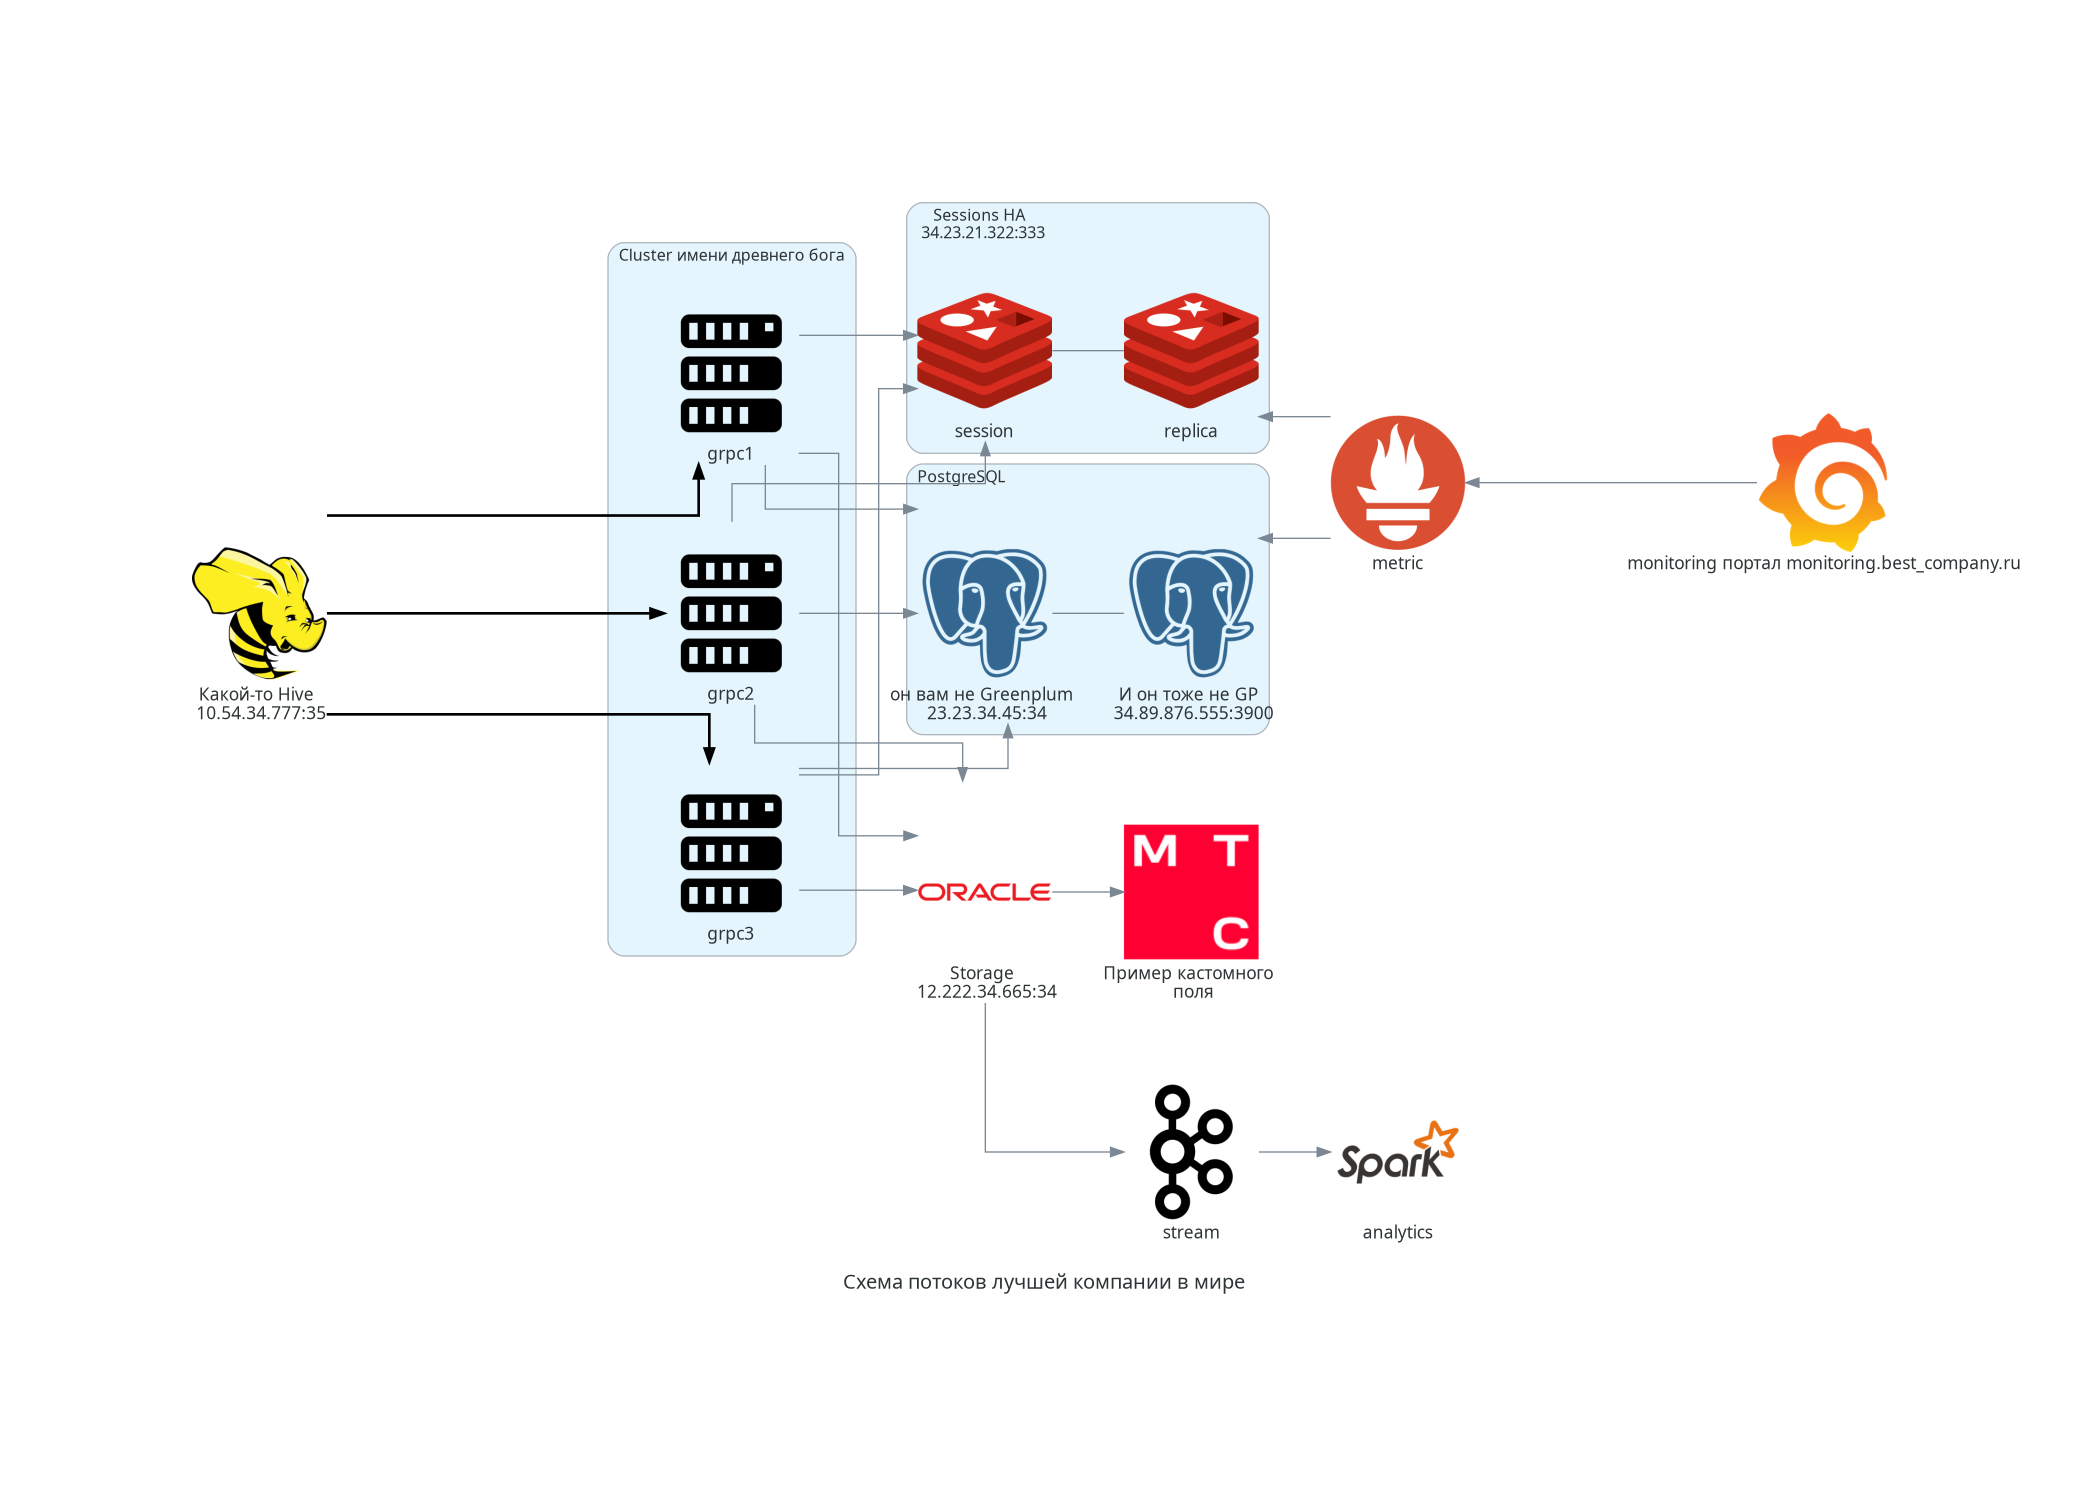 Sessions HA
34.23.21.322:333
Cluster имени древнего бога
session
replica
grpc1
PostgreSQL
metric
monitoring портал monitoring.best_company.ru
Какой-то Hive
10.54.34.777:35
grpc2
он вам не Greenplum
23.23.34.45:34
И он тоже не GP
34.89.876.555:3900
ORACLE
М Т
С
grpc3
Storage
12.222.34.665:34
Пример кастомного
поля
Spark
stream
analytics
Схема потоков лучшей компании в мире